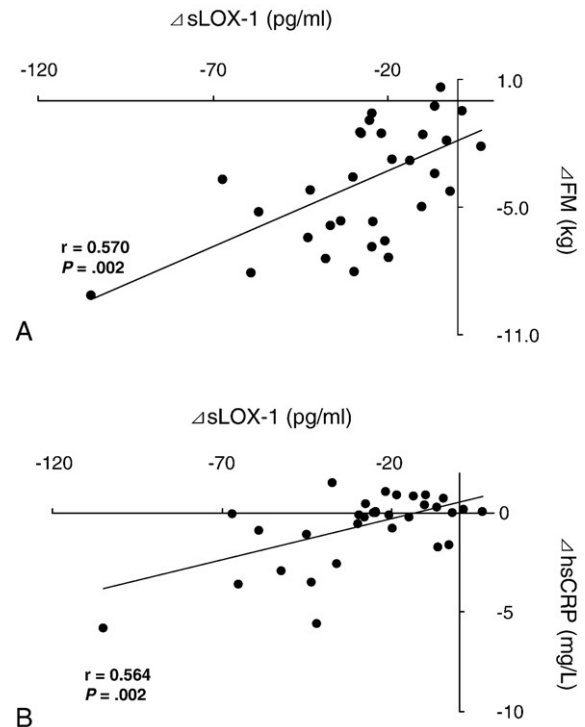 ⊿sLOX-1 (pg/ml)
-120 -70 -20 1.0
-5.0
⊿FM (kg)
r = 0.570
P = .002
-11.0
A
⊿sLOX-1 (pg/ml)
-120 -70 -20
0
-5
⊿hsCRP (mg/L)
r = 0.564
P = .002
-10
B